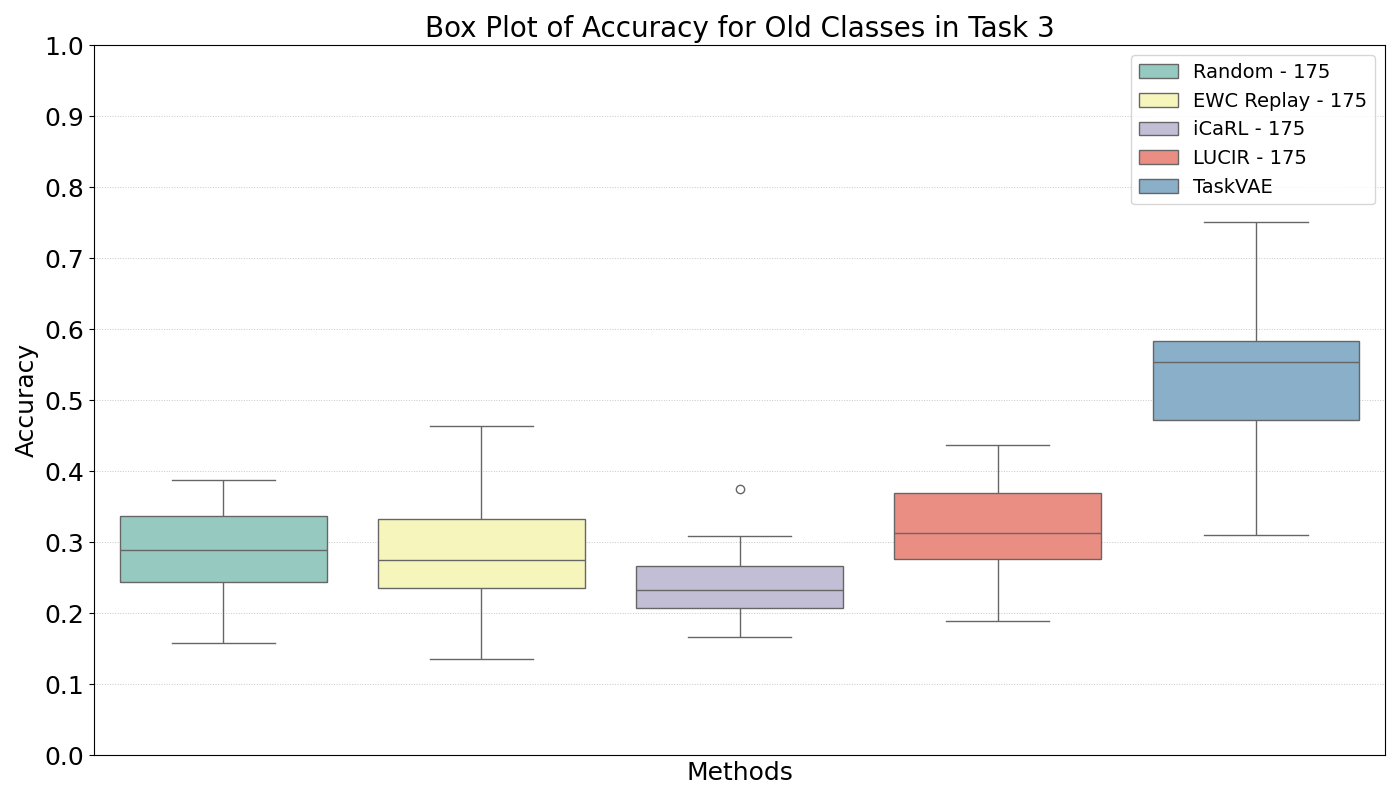 Box Plot of Accuracy for Old Classes in Task 3
1.0
0.9
0.8
0.7
0.6
0.5
0.4
0.3
0.2
0.1
0.0
Accuracy
Methods
Random - 175
EWC Replay - 175
iCaRL - 175
LUCIR - 175
TaskVAE